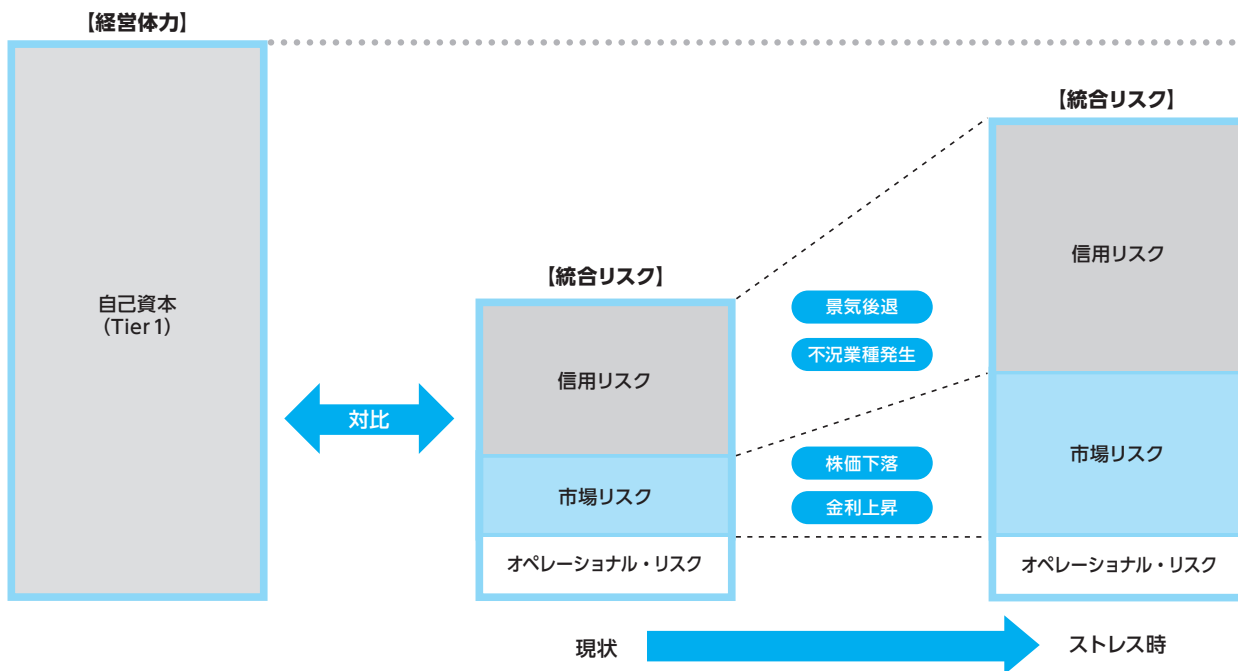 【経営体力】
自己資本
（Tier 1）
対比
【統合リスク】
信用リスク
市場リスク
オペレーショナル・リスク
景気後退
不況業種発生
株価下落
金利上昇
【統合リスク】
信用リスク
市場リスク
オペレーショナル・リスク
現状
ストレス時